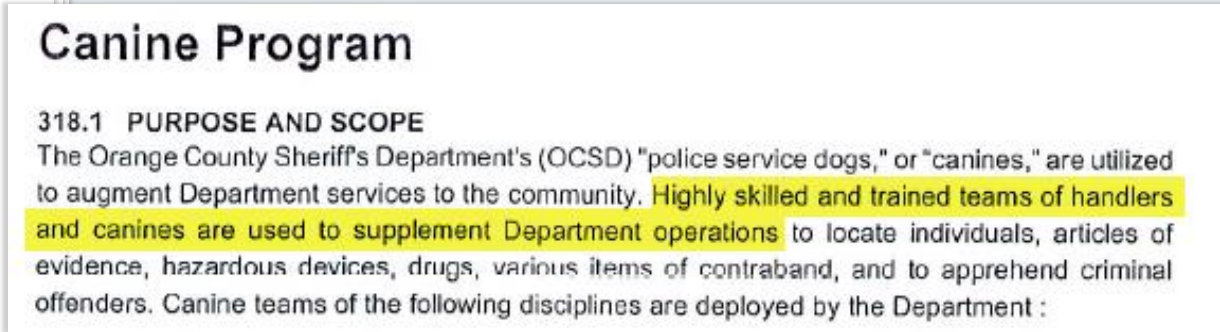 Canine Program
318.1 PURPOSE AND SCOPE
The Orange County Sheriff's Department's (OCSD) "police service dogs," or "canines," are utilized
to augment Department services to the community. Highly skilled and trained teams of handlers
and canines are used to supplement Department operations to locate individuals, articles of
evidence, hazardous devices, drugs, various items of contraband, and to apprehend criminal
offenders. Canine teams of the following disciplines are deployed by the Department :